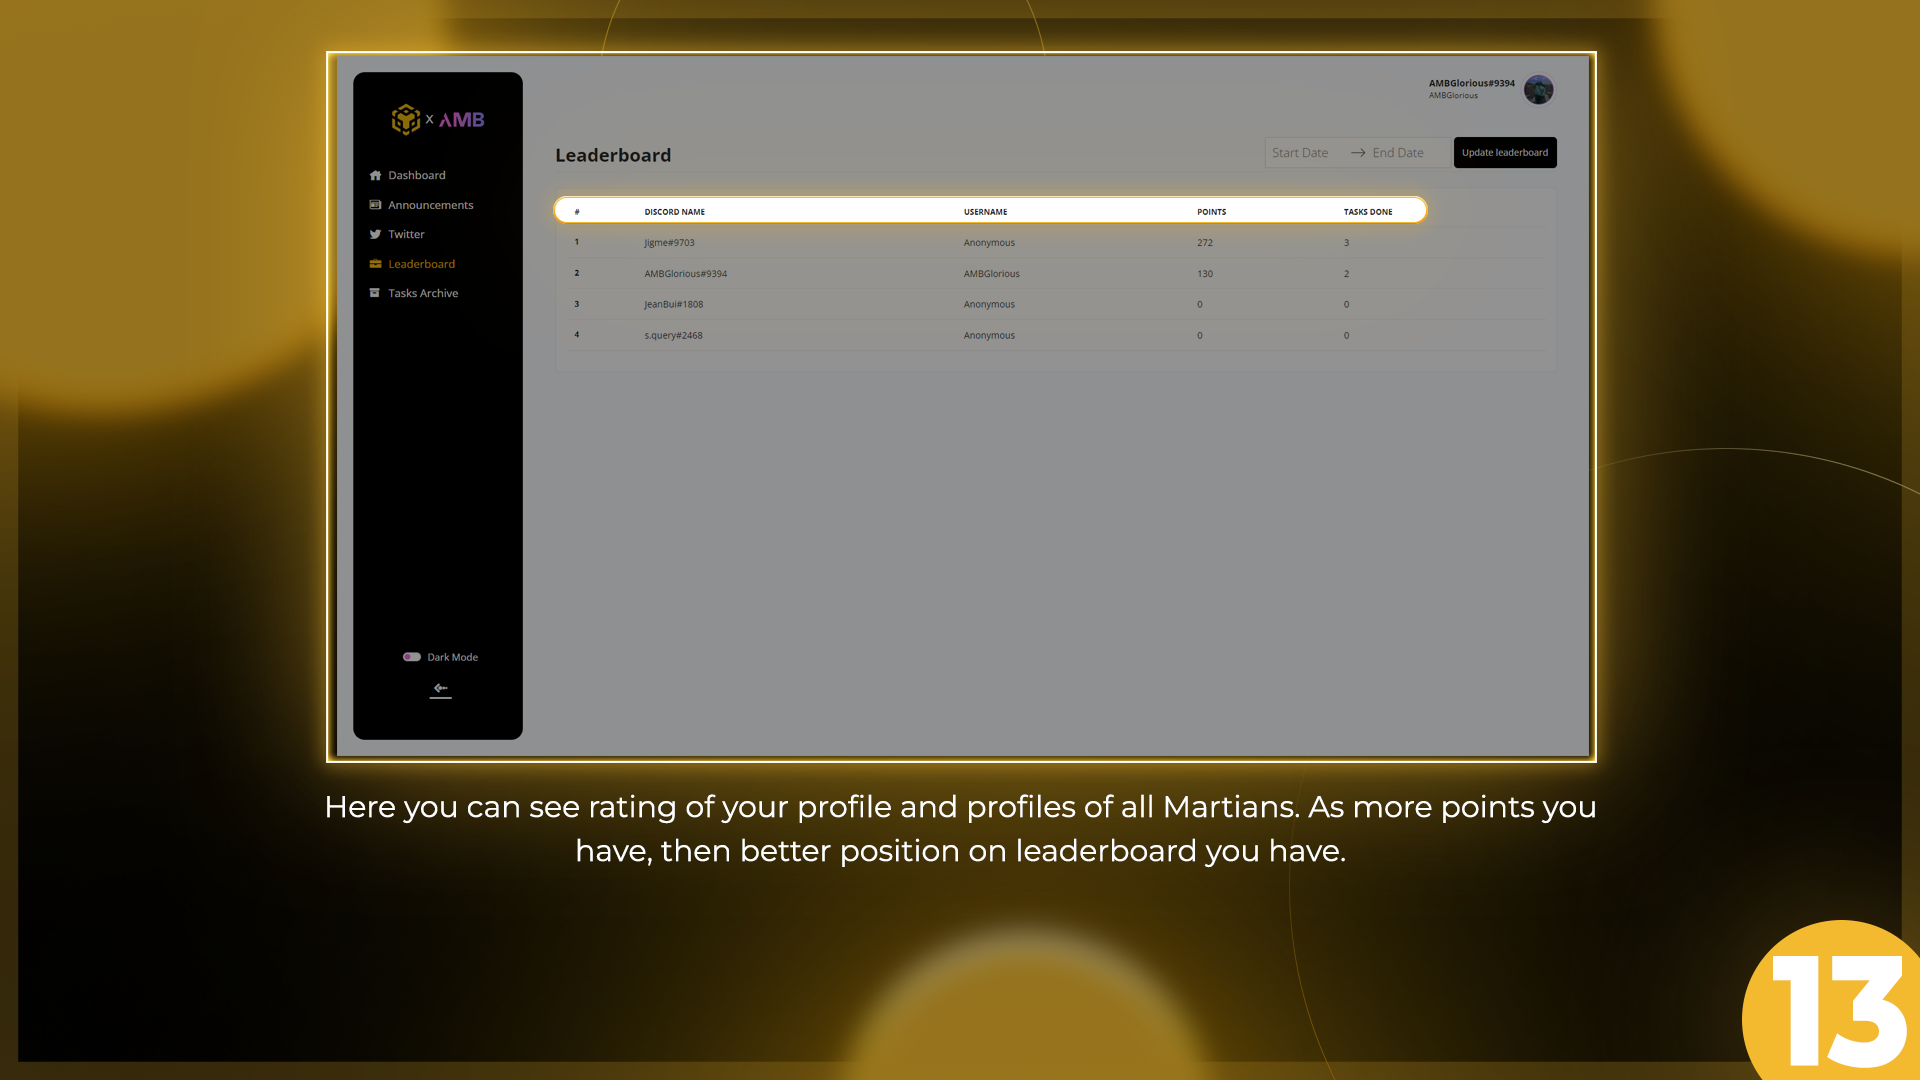 X AMB
AMBGlorious#9394
AMBGlorious
Dashboard
Announcements
Twitter
Leaderboard
Tasks Archive
Dark Mode
Leaderboard
Start Date → End Date
Update leaderboard
# DISCORD NAME USERNAME POINTS TASKS DONE
1 Jigme#9703 Anonymous 272 3
2 AMBGlorious#9394 AMBGlorious 130 2
3 JeanBui#1808 Anonymous 0 0
4 s.query#2468 Anonymous 0 0
Here you can see rating of your profile and profiles of all Martians. As more points you
have, then better position on leaderboard you have.
13